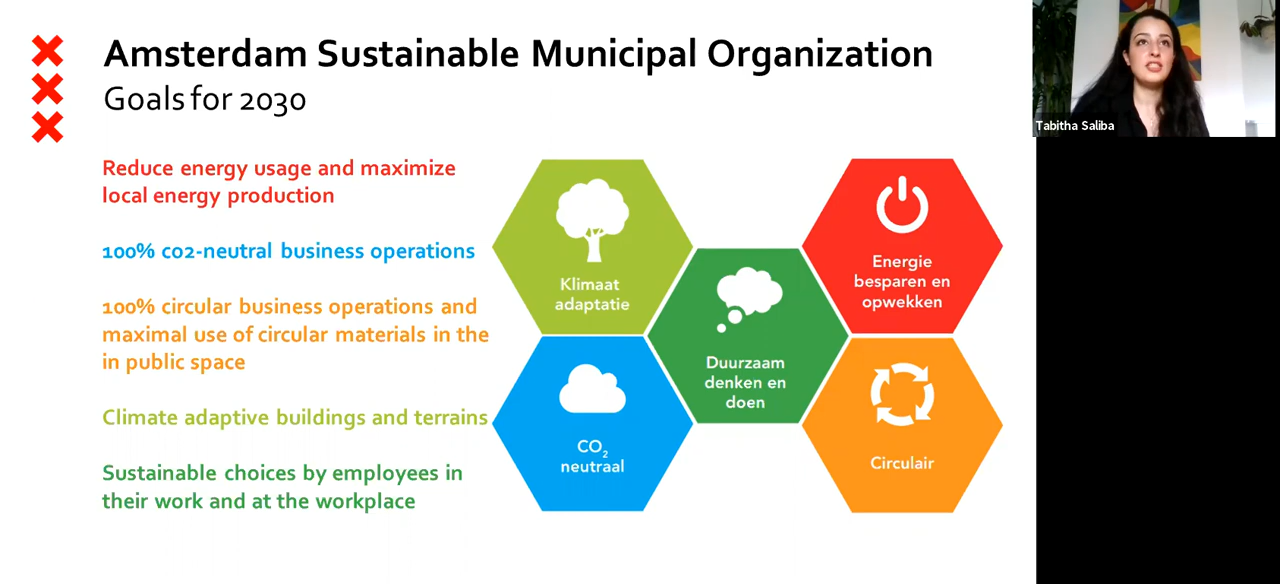 Amsterdam Sustainable Municipal Organization
Goals for 2030
Tabitha Saliba
Reduce energy usage and maximize
local energy production
100% co2-neutral business operations
100% circular business operations and
maximal use of circular materials in the
in public space
Climate adaptive buildings and terrains
Sustainable choices by employees in
their work and at the workplace
Klimaat
adaptatie
Energie
besparen en
opwekken
Duurzaam
denken en
doen
CO₂
neutraal
Circulair